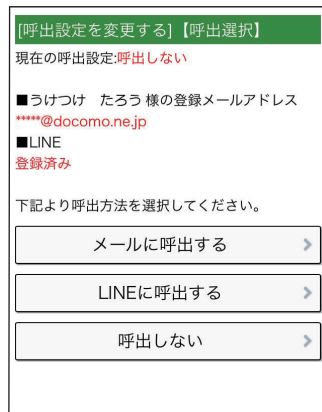 [呼出設定を変更する]【呼出選択】
現在の呼出設定:呼出しない
■うけつけ　たろう 様の登録メールアドレス
*****@docomo.ne.jp
■LINE
登録済み
下記より呼出方法を選択してください。
メールに呼出する
LINEに呼出する
呼出しない